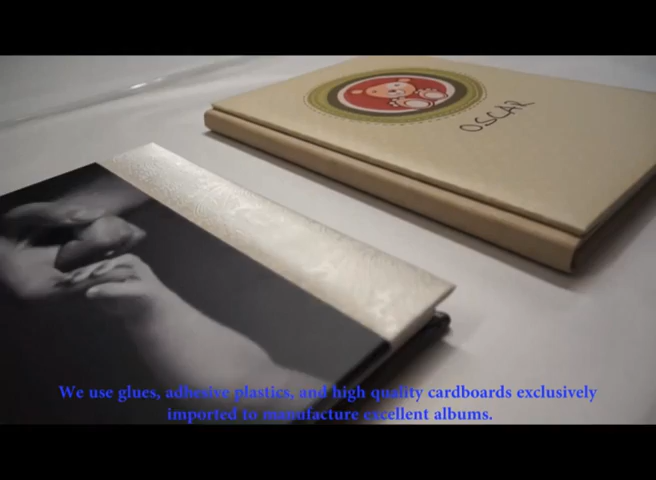 OSCAR
We use glues, adhesive plastics, and high quality cardboards exclusively
imported to manufacture excellent albums.